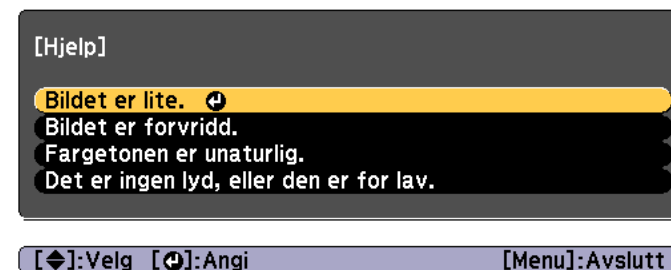 [Hjelp]
Bildet er lite.
Bildet er forvridd.
Fargetonen er unaturlig.
Det er ingen lyd, eller den er for lav.
[◆]:Velg [↵]:Angi [Menu]:Avslutt